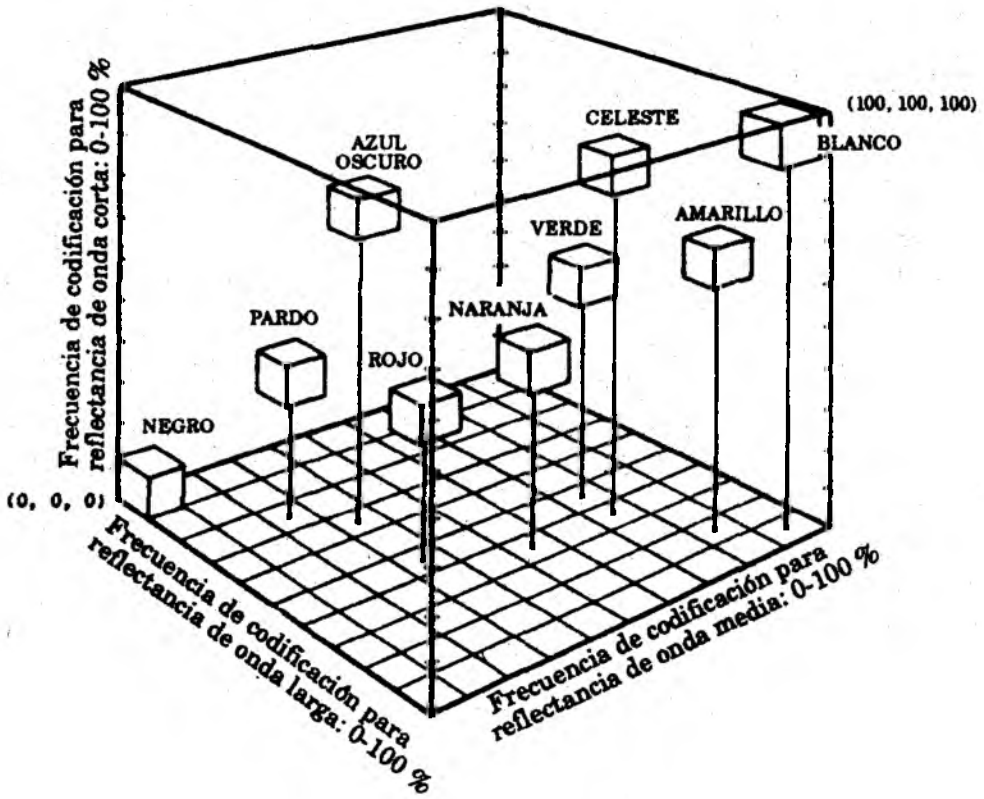 (100, 100, 100)
CELESTE
BLANCO
AZUL
OSCURO
AMARILLO
VERDE
NARANJA
PARDO
ROJO
NEGRO
(0, 0, 0)
Frecuencia de codificación para
reflectancia de onda corta: 0-100 %
Frecuencia de codificación para
reflectancia de onda larga: 0-100 %
Frecuencia de codificación para
reflectancia de onda media: 0-100 %